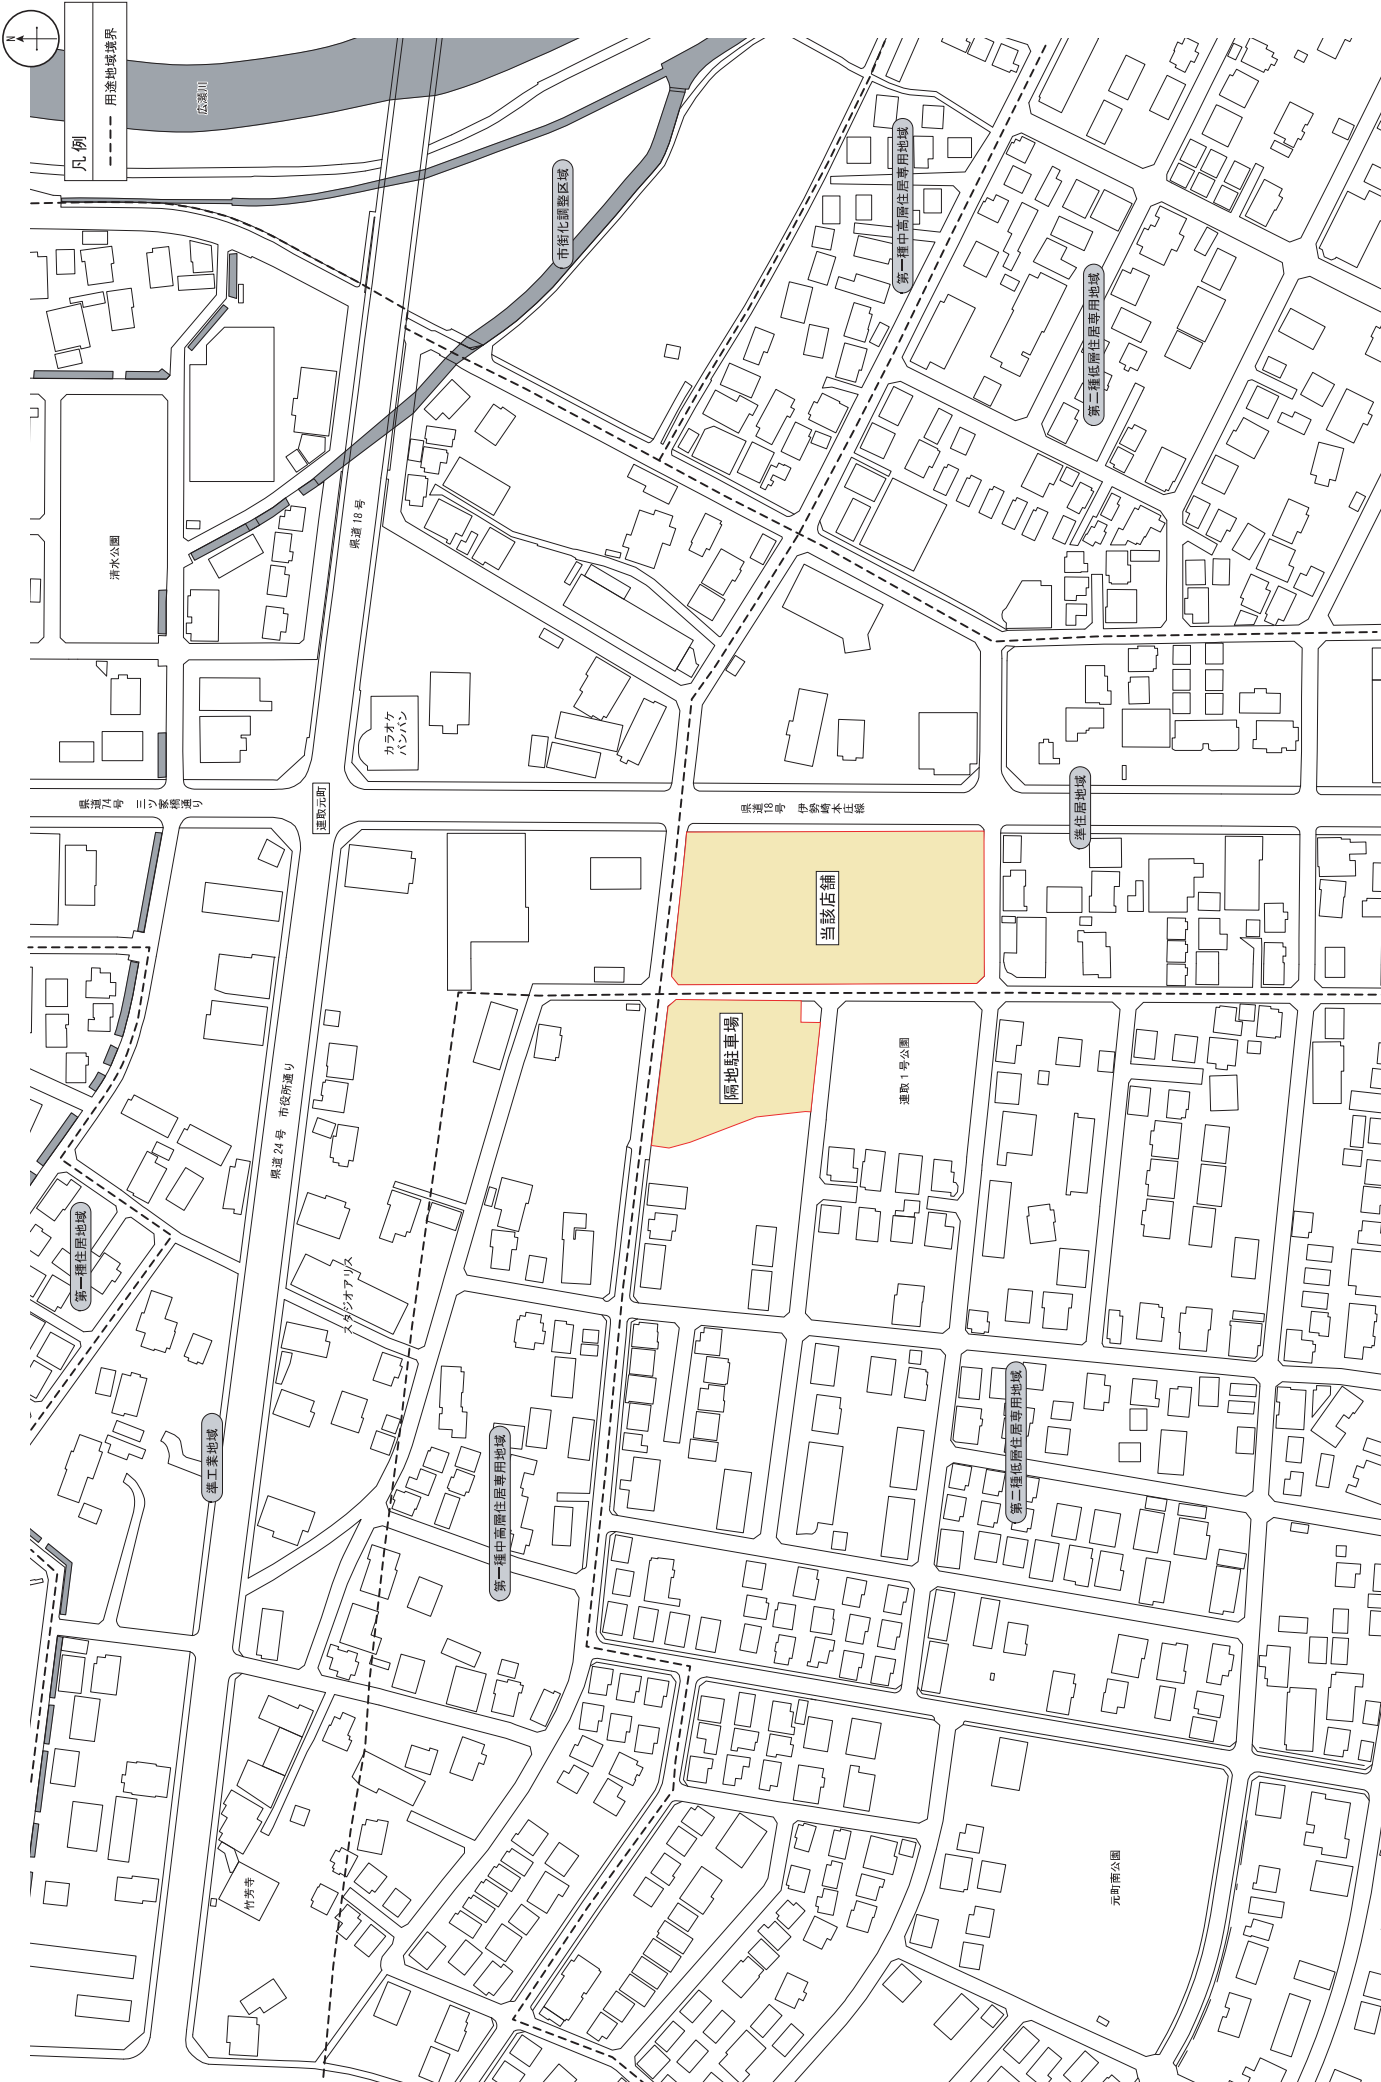 N
凡 例
用途地域境界
広瀬川
市街化調整区域
第一種中高層住居専用地域
第二種低層住居専用地域
清水公園
県道 18 号
カラオケ
バンバン
県道
74号 三ツ家橋通り
連取元町
県道
18号 伊勢崎本庄線
準住居地域
当該店舗
隔地駐車場
連取 1 号公園
県道 24 号 市役所通り
第一種住居地域
スタジオアリス
準工業地域
第一種中高層住居専用地域
第二種低層住居専用地域
竹芳寺
元町南公園